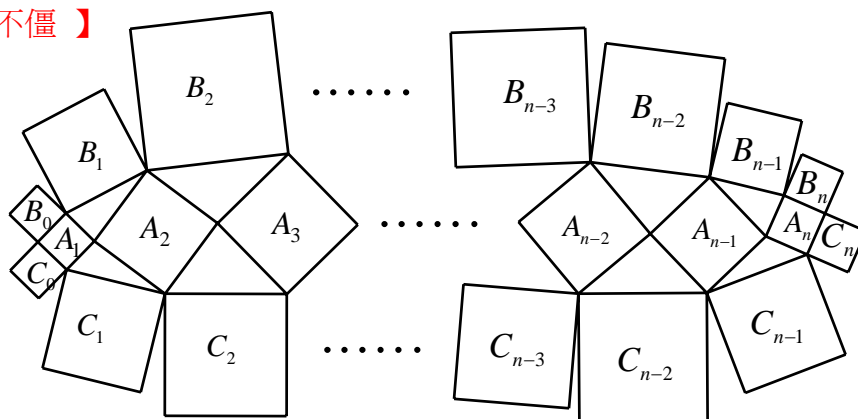 不僵 】
B₂ …… Bₙ₋₃ Bₙ₋₂
B₁ Bₙ₋₁
B₀ Bₙ
A₁ A₂ A₃ …… Aₙ₋₂ Aₙ₋₁ Aₙ Cₙ
C₀
C₁ C₂ …… Cₙ₋₃ Cₙ₋₂ Cₙ₋₁